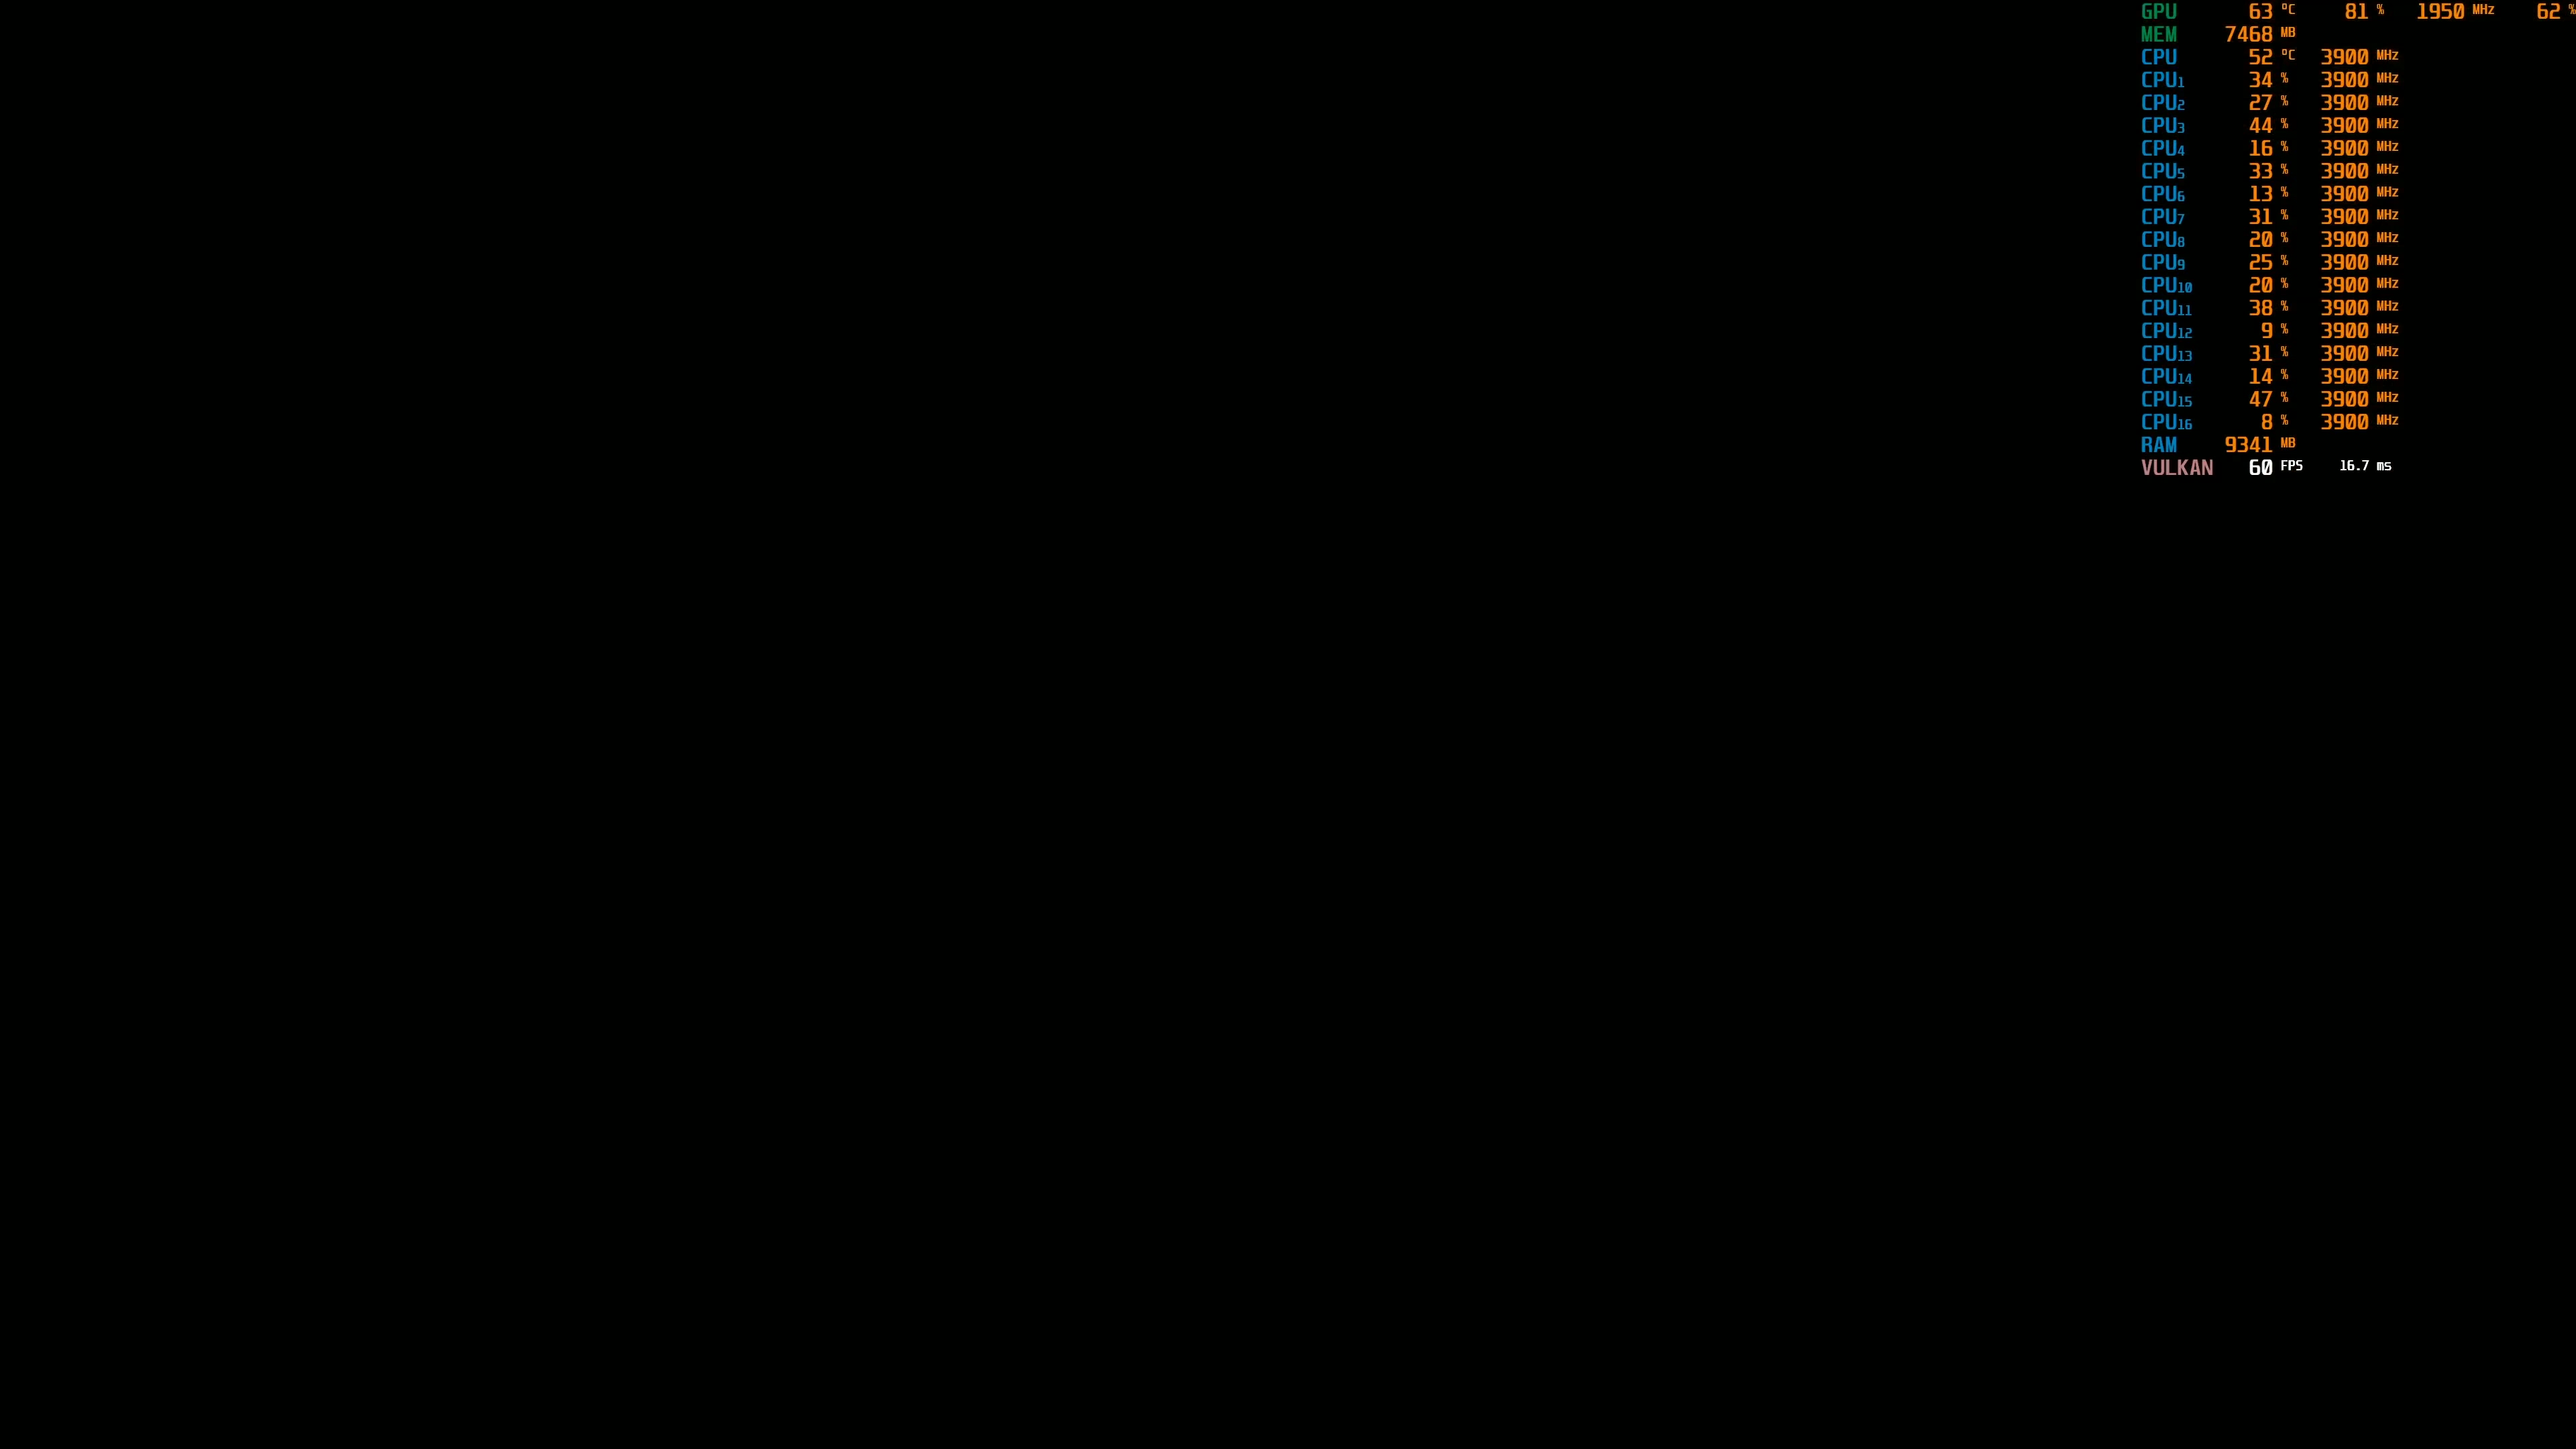 GPU 63 °C 81 % 1950 MHz 62 %
MEM 7468 MB
CPU 52 °C 3900 MHz
CPU1 34 % 3900 MHz
CPU2 27 % 3900 MHz
CPU3 44 % 3900 MHz
CPU4 16 % 3900 MHz
CPU5 33 % 3900 MHz
CPU6 13 % 3900 MHz
CPU7 31 % 3900 MHz
CPU8 20 % 3900 MHz
CPU9 25 % 3900 MHz
CPU10 20 % 3900 MHz
CPU11 38 % 3900 MHz
CPU12 9 % 3900 MHz
CPU13 31 % 3900 MHz
CPU14 14 % 3900 MHz
CPU15 47 % 3900 MHz
CPU16 8 % 3900 MHz
RAM 9341 MB
VULKAN 60 FPS 16.7 ms